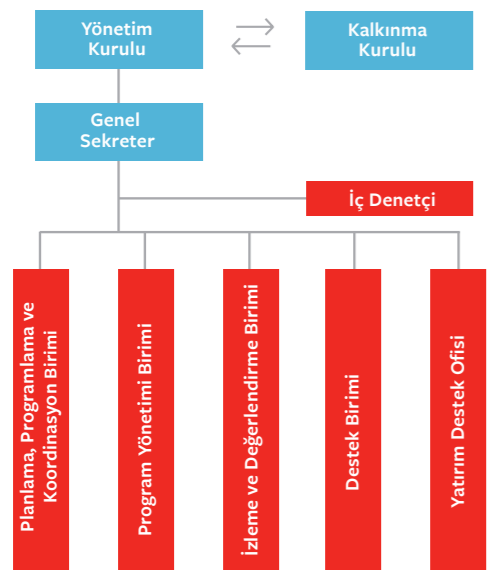 Yönetim
Kurulu
Kalkınma
Kurulu
Genel
Sekreter
İç Denetçi
Planlama, Programlama ve
Koordinasyon Birimi
Program Yönetimi Birimi
İzleme ve Değerlendirme Birimi
Destek Birimi
Yatırım Destek Ofisi